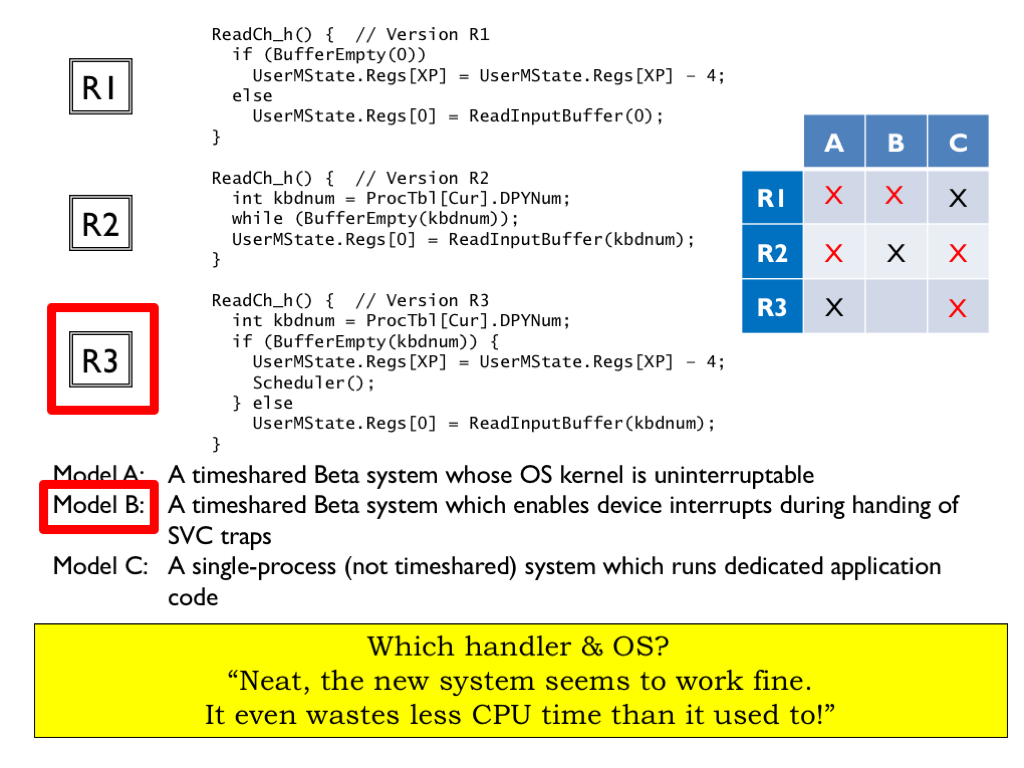 R1
ReadCh_h() {  // Version R1
  if (BufferEmpty(0))
    UserMState.Regs[XP] = UserMState.Regs[XP] - 4;
  else
    UserMState.Regs[0] = ReadInputBuffer(0);
}
R2
ReadCh_h() {  // Version R2
  int kbdnum = ProcTbl[Cur].DPYNum;
  while (BufferEmpty(kbdnum));
  UserMState.Regs[0] = ReadInputBuffer(kbdnum);
}
R3
ReadCh_h() {  // Version R3
  int kbdnum = ProcTbl[Cur].DPYNum;
  if (BufferEmpty(kbdnum)) {
    UserMState.Regs[XP] = UserMState.Regs[XP] - 4;
    Scheduler();
  } else
    UserMState.Regs[0] = ReadInputBuffer(kbdnum);
}
A B C
R1 X X X
R2 X X X
R3 X X
Model A: A timeshared Beta system whose OS kernel is uninterruptable
Model B: A timeshared Beta system which enables device interrupts during handing of
SVC traps
Model C: A single-process (not timeshared) system which runs dedicated application
code
Which handler & OS?
“Neat, the new system seems to work fine.
It even wastes less CPU time than it used to!”